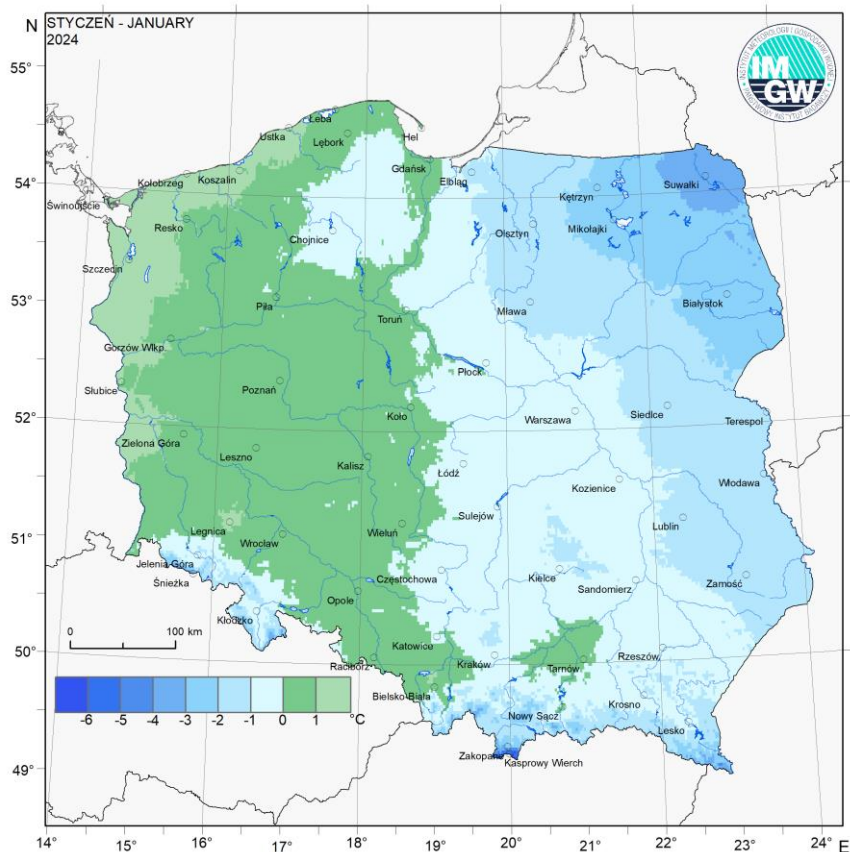 STYCZEŃ - JANUARY
2024
N
55°
54°
53°
52°
51°
50°
49°
IMGW
Łeba
Ustka
Lębork
Hel
Kołobrzeg
Koszalin
Gdańsk
Elbląg
Kętrzyn
Suwałki
Świnoujście
Resko
Chojnice
Olsztyn
Mikołajki
Szczecin
Piła
Toruń
Mława
Białystok
Gorzów Wlkp.
Płock
Słubice
Poznań
Koło
Warszawa
Siedlce
Terespol
Zielona Góra
Leszno
Kalisz
Łódź
Kozienice
Włodawa
Legnica
Wrocław
Wieluń
Sulejów
Lublin
Jelenia Góra
Śnieżka
Częstochowa
Kielce
Sandomierz
Zamość
Kłodzko
Opole
Katowice
Racibórz
Kraków
Tarnów
Rzeszów
Bielsko-Biała
Nowy Sącz
Krosno
Lesko
Zakopane
Kasprowy Wierch
0 100 km
-6 -5 -4 -3 -2 -1 0 1 °C
14° 15° 16° 17° 18° 19° 20° 21° 22° 23° 24° E